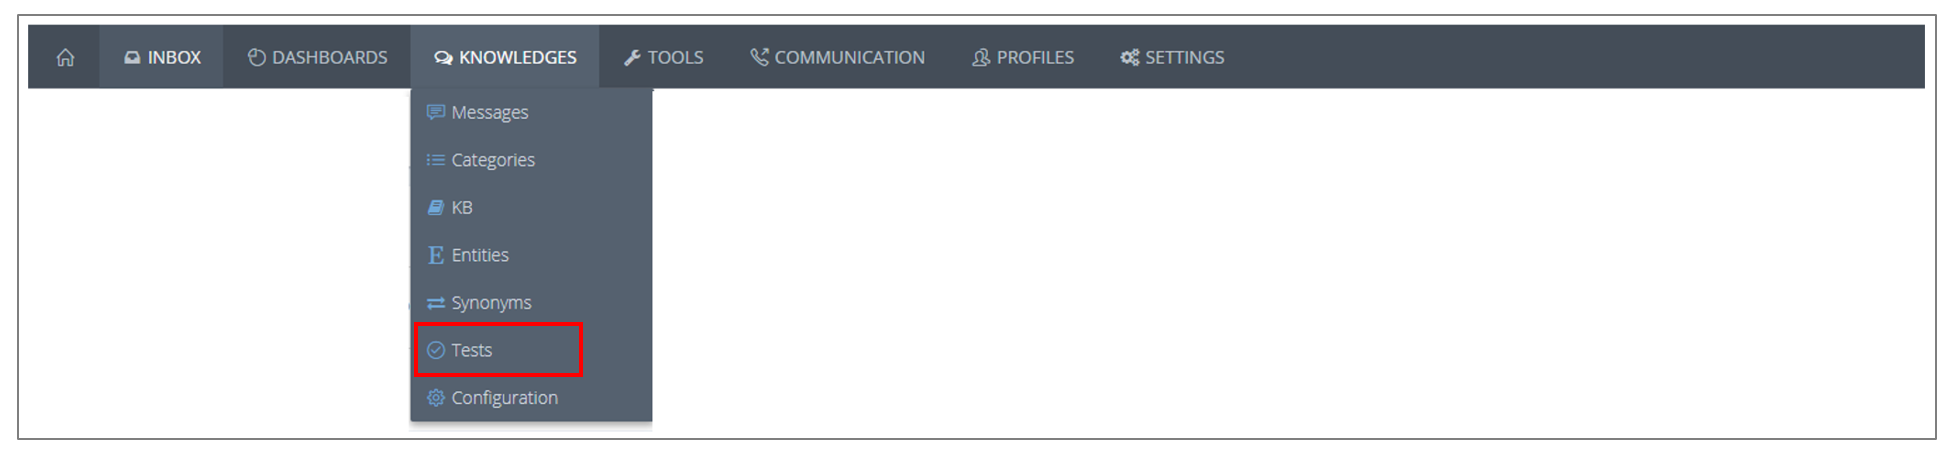 INBOX DASHBOARDS KNOWLEDGES TOOLS COMMUNICATION PROFILES SETTINGS
Messages
Categories
KB
E Entities
Synonyms
Tests
Configuration